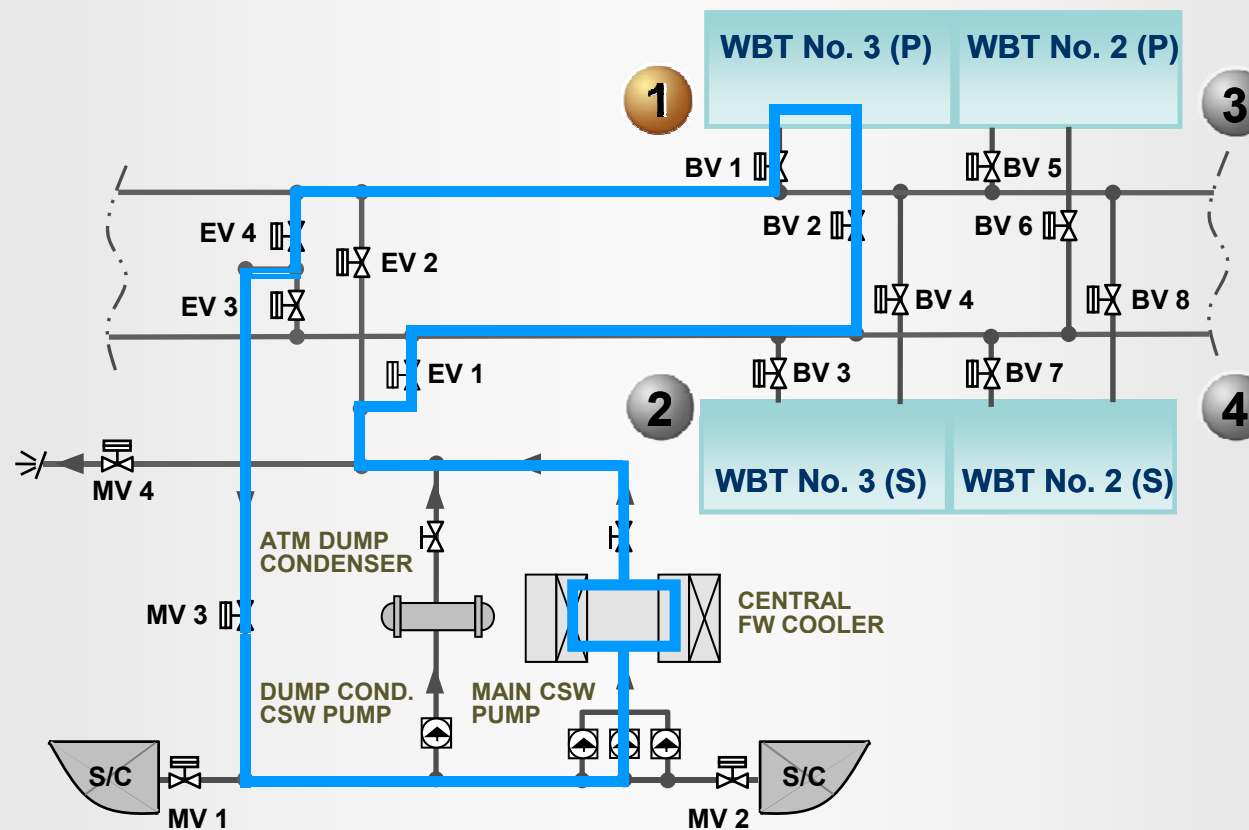 WBT No. 3 (P)
WBT No. 2 (P)
1
3
BV 1
BV 5
EV 4
BV 2
BV 6
EV 2
EV 3
BV 4
BV 8
EV 1
BV 3
BV 7
2
4
WBT No. 3 (S)
WBT No. 2 (S)
MV 4
ATM DUMP
CONDENSER
MV 3
CENTRAL
FW COOLER
DUMP COND.
CSW PUMP
MAIN CSW
PUMP
S/C
S/C
MV 1
MV 2